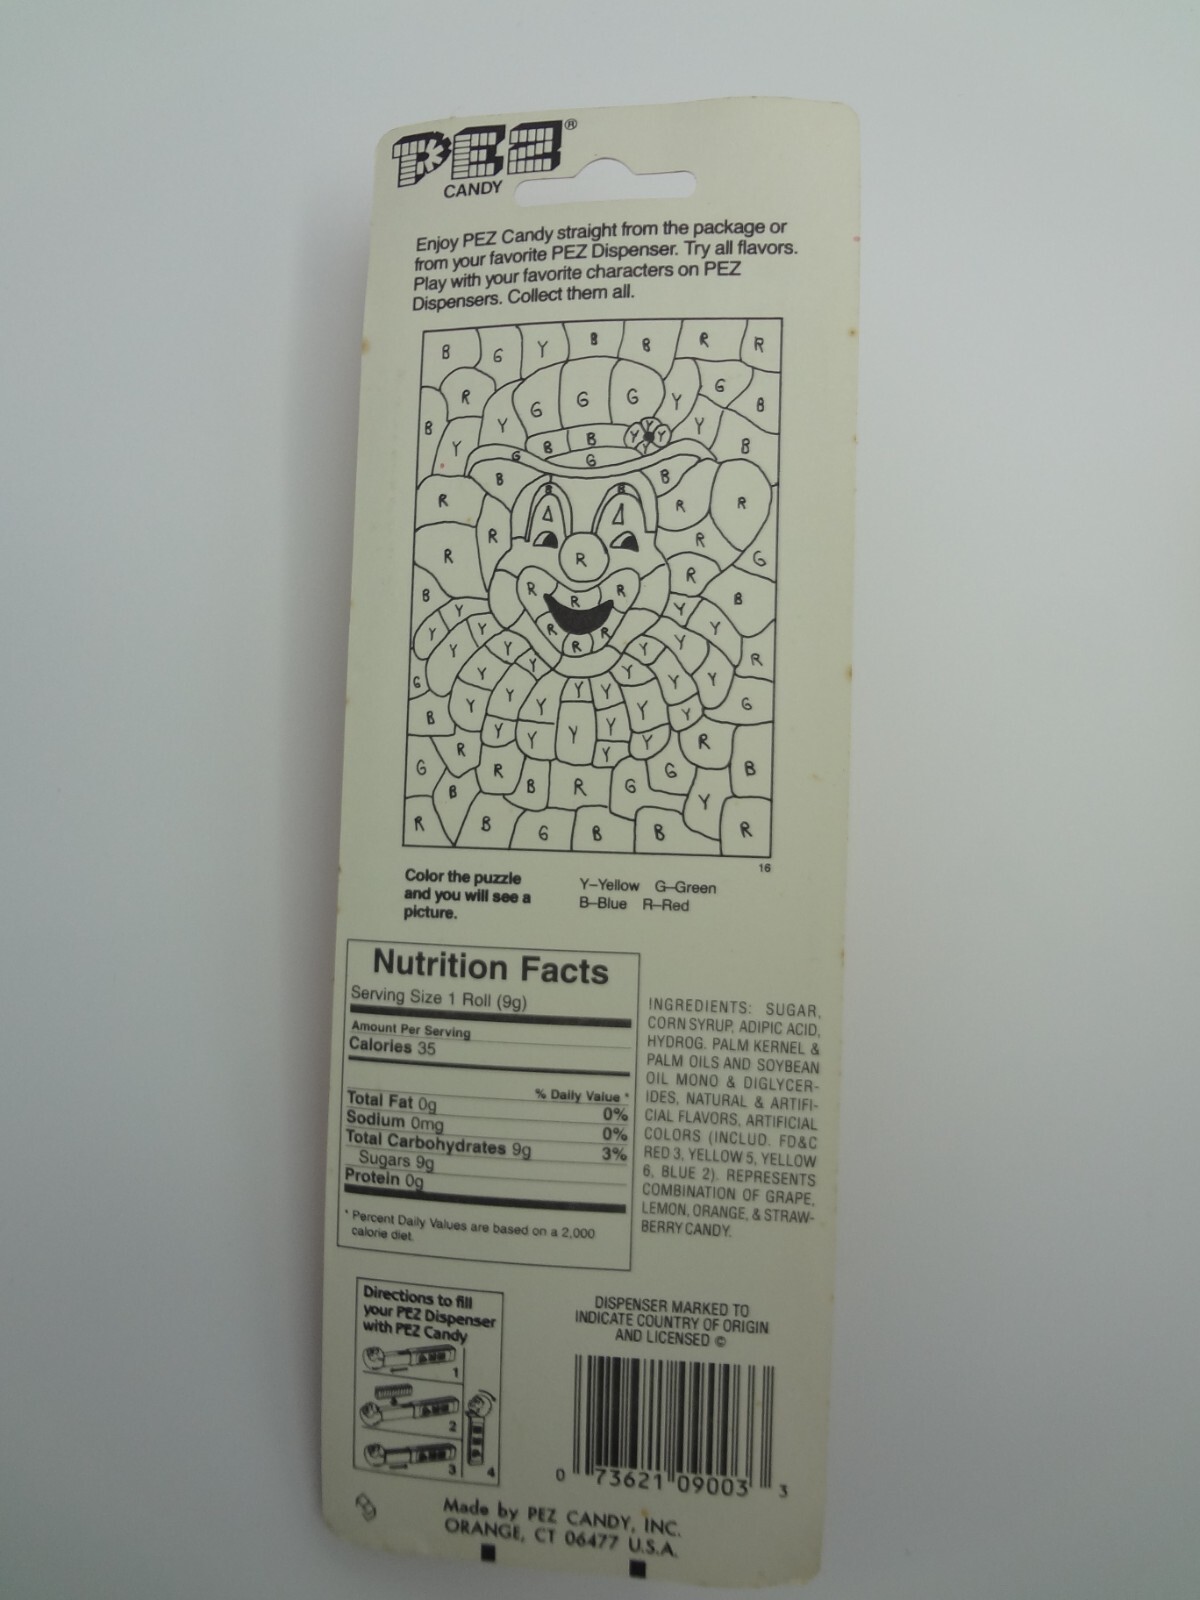 PEZ®
CANDY
Enjoy PEZ Candy straight from the package or
from your favorite PEZ Dispenser. Try all flavors.
Play with your favorite characters on PEZ
Dispensers. Collect them all.
B G Y B B R R
R G G G Y G B
B Y Y B B Y Y Y Y B
G G
R B B B B R R
R R R R G
R R R R B
B Y R R R Y Y
Y Y Y Y Y Y Y R
G Y Y Y Y Y Y Y
B Y Y Y Y Y Y G
R Y Y Y Y Y Y R
G R B R G G B
B Y
R B G B B R
16
Color the puzzle
and you will see a
picture.
Y–Yellow G–Green
B–Blue R–Red
Nutrition Facts
Serving Size 1 Roll (9g)
Amount Per Serving
Calories 35
% Daily Value *
Total Fat 0g 0%
Sodium 0mg 0%
Total Carbohydrates 9g 3%
Sugars 9g
Protein 0g
* Percent Daily Values are based on a 2,000
calorie diet.
INGREDIENTS: SUGAR,
CORN SYRUP, ADIPIC ACID,
HYDROG. PALM KERNEL &
PALM OILS AND SOYBEAN
OIL MONO & DIGLYCER-
IDES, NATURAL & ARTIFI-
CIAL FLAVORS, ARTIFICIAL
COLORS (INCLUD. FD&C
RED 3, YELLOW 5, YELLOW
6, BLUE 2). REPRESENTS
COMBINATION OF GRAPE,
LEMON, ORANGE, & STRAW-
BERRY CANDY.
Directions to fill
your PEZ Dispenser
with PEZ Candy
1
2
3
4
DISPENSER MARKED TO
INDICATE COUNTRY OF ORIGIN
AND LICENSED ©
0 73621 09003 3
Made by PEZ CANDY, INC.
ORANGE, CT 06477 U.S.A.